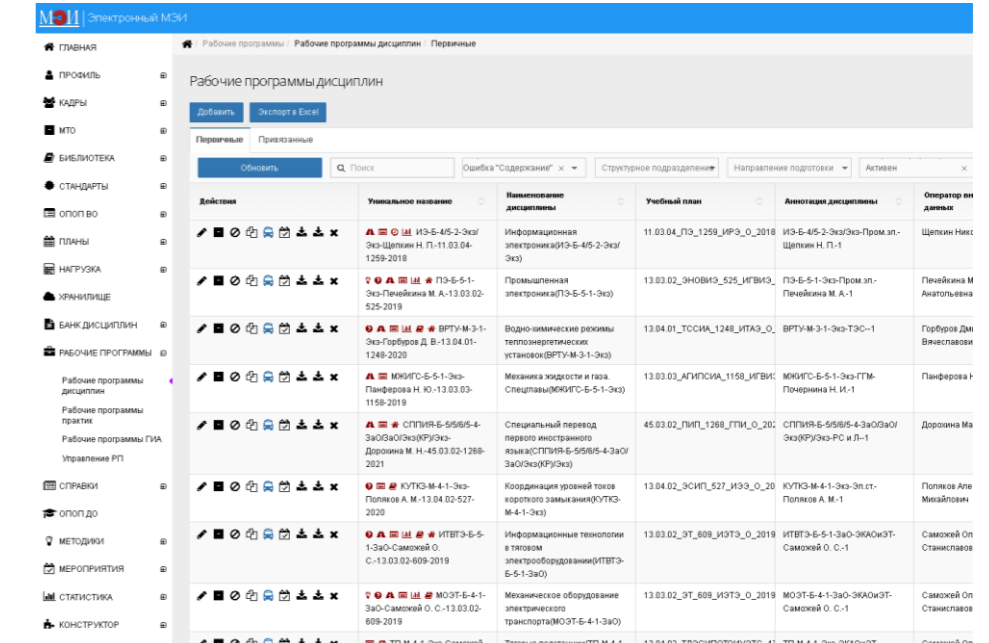 МЭИ Электронный МЭИ
ГЛАВНАЯ
ПРОФИЛЬ
КАДРЫ
МТО
БИБЛИОТЕКА
СТАНДАРТЫ
ОПОП ВО
ПЛАНЫ
НАГРУЗКА
ХРАНИЛИЩЕ
БАНК ДИСЦИПЛИН
РАБОЧИЕ ПРОГРАММЫ
Рабочие программы
дисциплин
Рабочие программы
практик
Рабочие программы ГИА
Управление РП
СПРАВКИ
ОПОП ДО
МЕТОДИКИ
МЕРОПРИЯТИЯ
СТАТИСТИКА
КОНСТРУКТОР
/ Рабочие программы / Рабочие программы дисциплин / Первичные
Рабочие программы дисциплин
Добавить Экспорт в Excel
Первичные Привязанные
Обновить Поиск Ошибка "Содержание" × Структурное подразделение Направление подготовки Активен ×
Действия Уникальное название Наименование дисциплины Учебный план Аннотация дисциплины Оператор вн
данных
ИЭ-Б-4/5-2-Экз/
Экз-Щепкин Н. П.-11.03.04-
1259-2018
Информационная
электроника(ИЭ-Б-4/5-2-Экз/
Экз)
11.03.04_ПЭ_1259_ИРЭ_О_2018
ИЭ-Б-4/5-2-Экз/Экз-Пром.эл.-
Щепкин Н. П.-1
Щепкин Нико
ПЭ-Б-5-1-
Экз-Печейкина М. А.-13.03.02-
525-2019
Промышленная
электроника(ПЭ-Б-5-1-Экз)
13.03.02_ЭНОВИЭ_525_ИГВИЭ_
ПЭ-Б-5-1-Экз-Пром.эл.-
Печейкина М. А.-1
Печейкина М
Анатольевна
ВРТУ-М-3-1-
Экз-Горбуров Д. В.-13.04.01-
1248-2020
Водно-химические режимы
теплоэнергетических
установок(ВРТУ-М-3-1-Экз)
13.04.01_ТССИА_1248_ИТАЭ_О_
ВРТУ-М-3-1-Экз-ТЭС--1
Горбуров Дми
Вячеславови
МЖИГС-Б-5-1-Экз-
Панферова Н. Ю.-13.03.03-
1158-2019
Механика жидкости и газа.
Спецглавы(МЖИГС-Б-5-1-Экз)
13.03.03_АГИПСИА_1158_ИГВИ
МЖИГС-Б-5-1-Экз-ГГМ-
Почернина Н. И.-1
Панферова Н
СППИЯ-Б-5/5/6/5-4-
ЗаО/ЗаО/Экз(КР)/Экз-
Дорохина М. Н.-45.03.02-1268-
2021
Специальный перевод
первого иностранного
языка(СППИЯ-Б-5/5/6/5-4-ЗаО/
ЗаО/Экз(КР)/Экз)
45.03.02_ПИП_1268_ГПИ_О_202
СППИЯ-Б-5/5/6/5-4-ЗаО/ЗаО/
Экз(КР)/Экз-РС и Л--1
Дорохина Ма
КУТКЗ-М-4-1-Экз-
Поляков А. М.-13.04.02-527-
2020
Координация уровней токов
короткого замыкания(КУТКЗ-
М-4-1-Экз)
13.04.02_ЭСИП_527_ИЭЭ_О_20
КУТКЗ-М-4-1-Экз-Эл.ст.-
Поляков А. М.-1
Поляков Але
Михайлович
ИТВТЭ-Б-5-
1-ЗаО-Саможей О.
С.-13.03.02-609-2019
Информационные технологии
в тяговом
электрооборудовании(ИТВТЭ-
Б-5-1-ЗаО)
13.03.02_ЭТ_609_ИЭТЭ_О_2019
ИТВТЭ-Б-5-1-ЗаО-ЭКАОиЭТ-
Саможей О. С.-1
Саможей Ол
Станиславов
МОЭТ-Б-4-1-
ЗаО-Саможей О. С.-13.03.02-
609-2019
Механическое оборудование
электрического
транспорта(МОЭТ-Б-4-1-ЗаО)
13.03.02_ЭТ_609_ИЭТЭ_О_2019
МОЭТ-Б-4-1-ЗаО-ЭКАОиЭТ-
Саможей О. С.-1
Саможей Ол
Станиславов